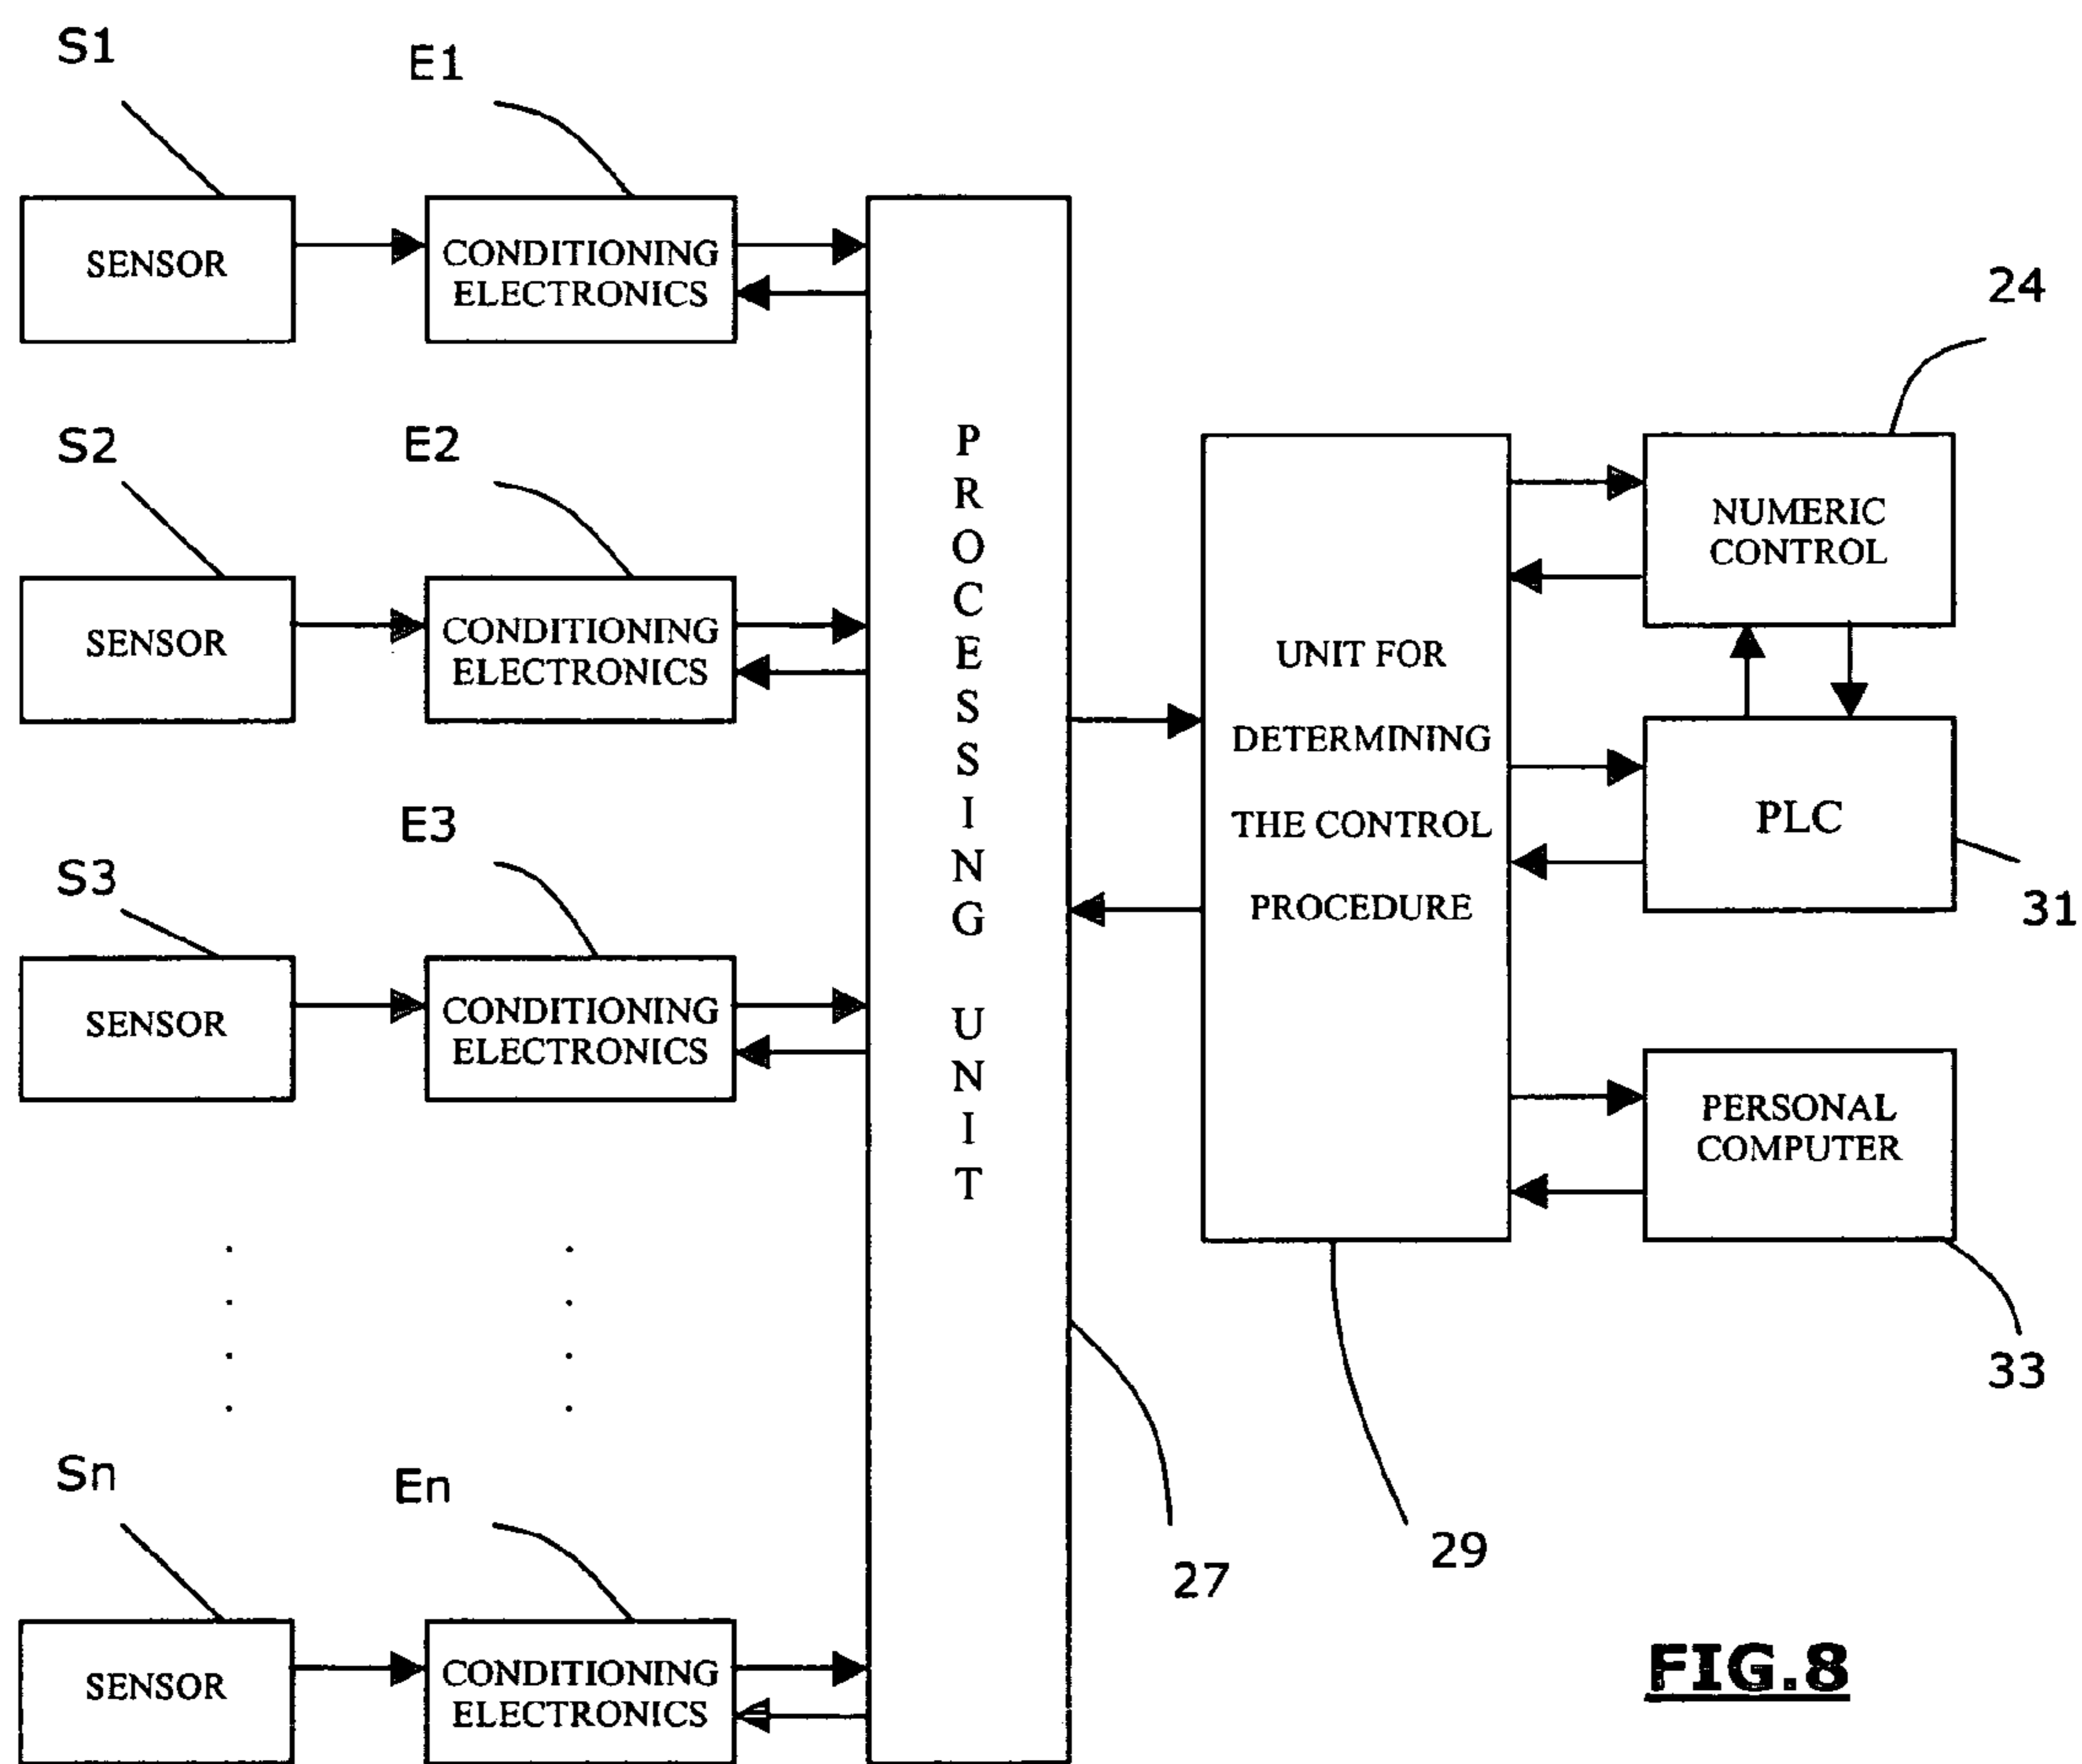 S1
E1
SENSOR
CONDITIONING
ELECTRONICS
S2
E2
SENSOR
CONDITIONING
ELECTRONICS
S3
E3
SENSOR
CONDITIONING
ELECTRONICS
Sn
En
SENSOR
CONDITIONING
ELECTRONICS
PROCESSING UNIT
27
UNIT FOR
DETERMINING
THE CONTROL
PROCEDURE
29
24
NUMERIC
CONTROL
PLC
31
PERSONAL
COMPUTER
33
FIG.8